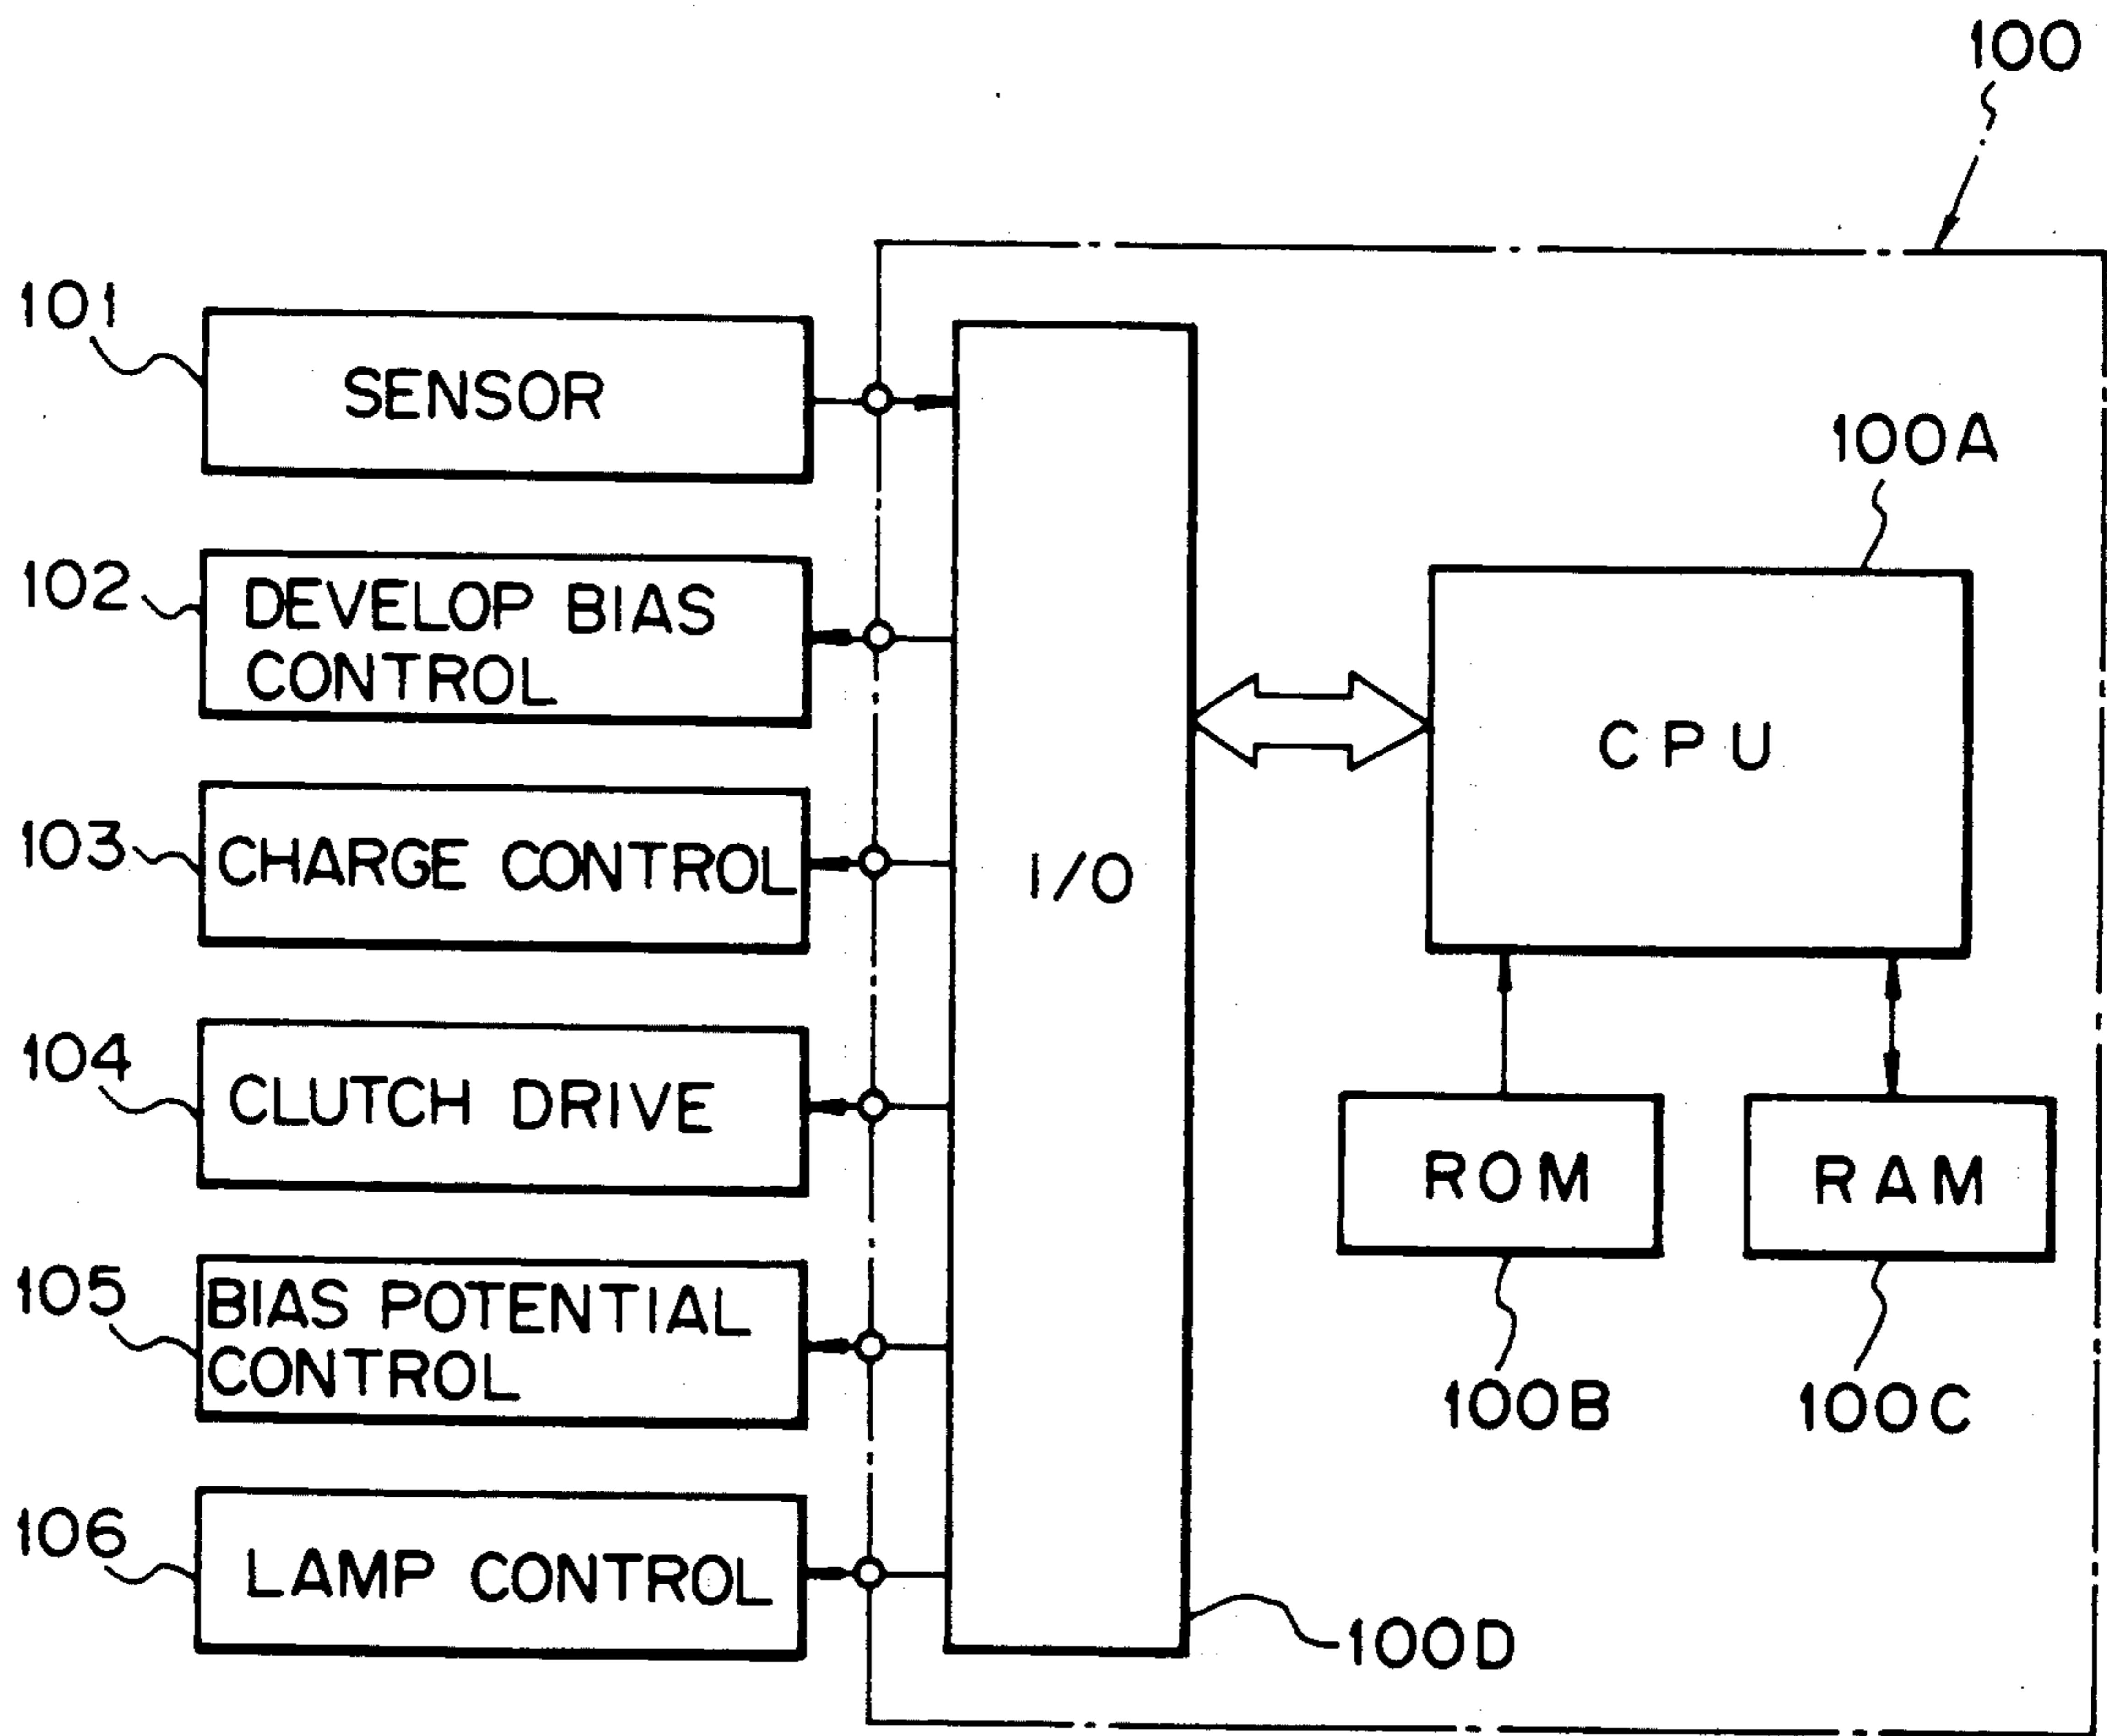 100
101
SENSOR
100A
102
DEVELOP BIAS
CONTROL
CPU
103
CHARGE CONTROL
I/O
104
CLUTCH DRIVE
ROM
RAM
105
BIAS POTENTIAL
CONTROL
100B
100C
106
LAMP CONTROL
100D